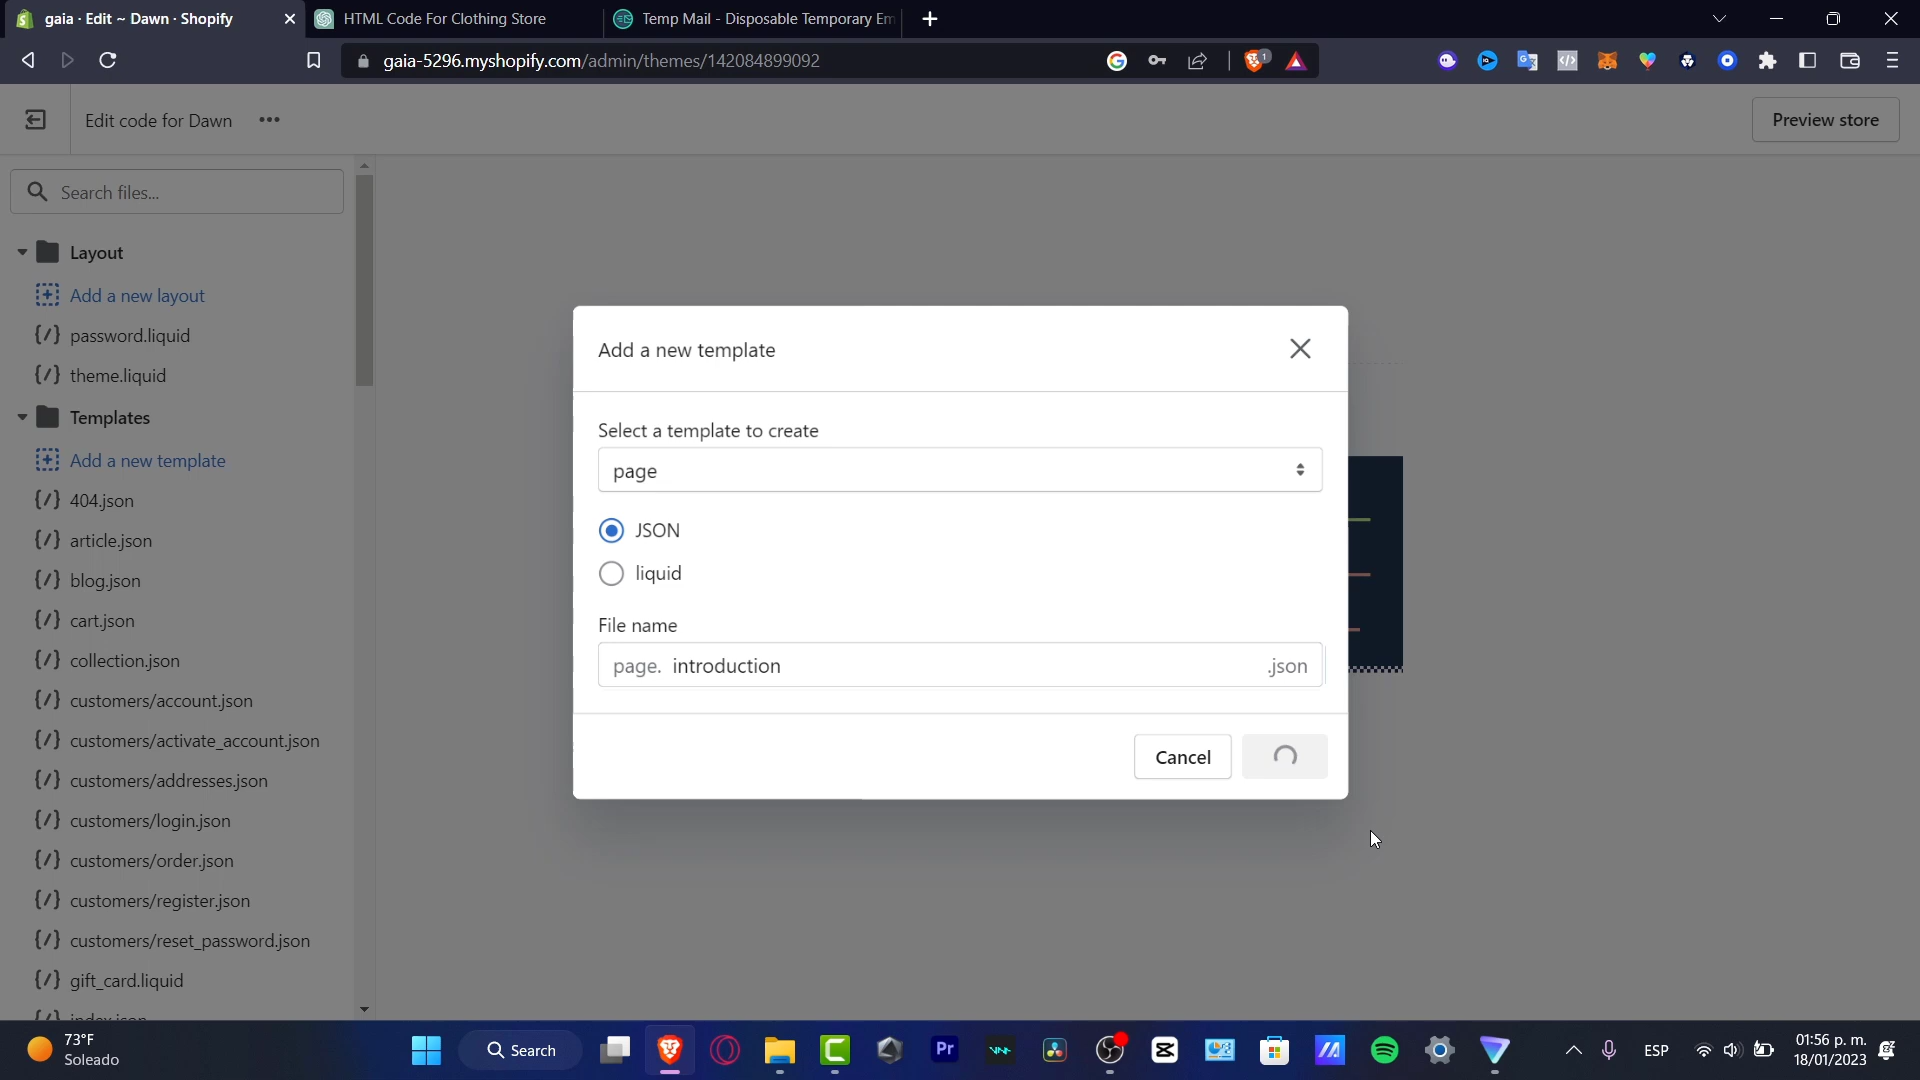 gaia · Edit ~ Dawn · Shopify
HTML Code For Clothing Store
Temp Mail - Disposable Temporary Em
gaia-5296.myshopify.com/admin/themes/142084899092
Edit code for Dawn
Preview store
Search files...
Layout
Add a new layout
password.liquid
theme.liquid
Templates
Add a new template
404.json
article.json
blog.json
cart.json
collection.json
customers/account.json
customers/activate_account.json
customers/addresses.json
customers/login.json
customers/order.json
customers/register.json
customers/reset_password.json
gift_card.liquid
index.json
Add a new template
Select a template to create
page
JSON
liquid
File name
page. introduction .json
Cancel
73°F
Soleado
Search
Pr
ESP
01:56 p. m.
18/01/2023